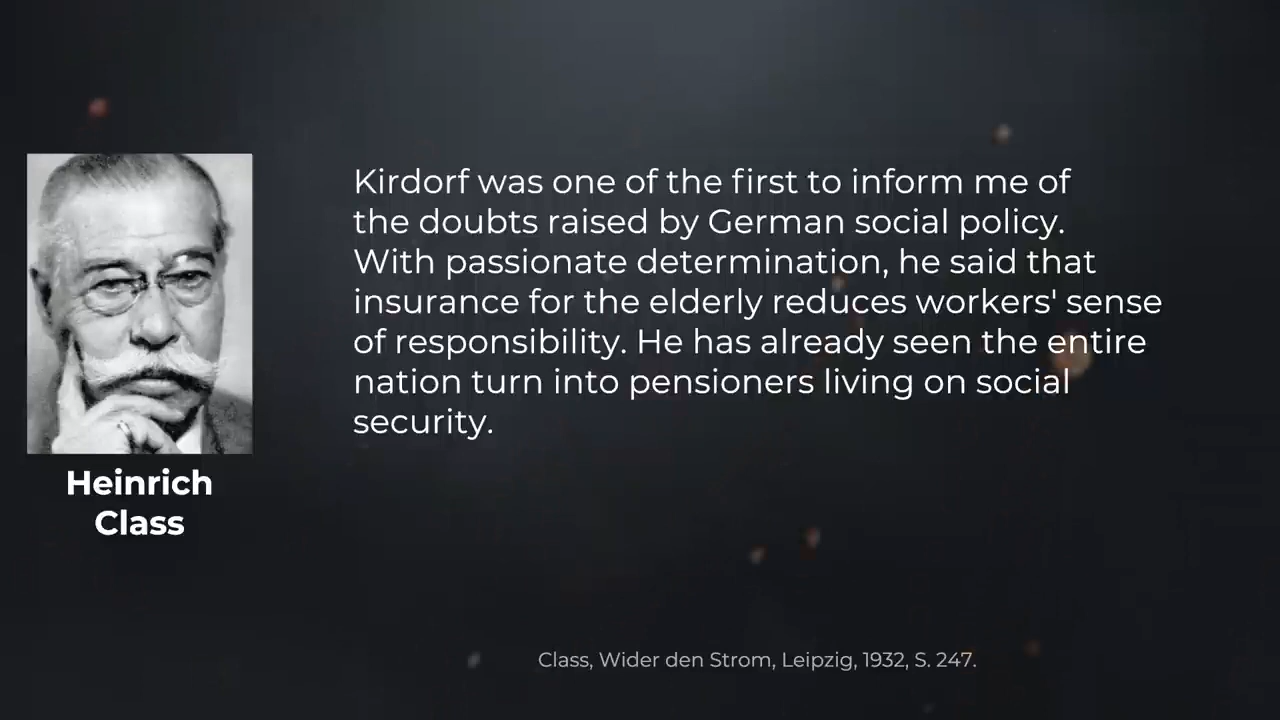 Kirdorf was one of the first to inform me of
the doubts raised by German social policy.
With passionate determination, he said that
insurance for the elderly reduces workers' sense
of responsibility. He has already seen the entire
nation turn into pensioners living on social
security.
Heinrich
Class
Class, Wider den Strom, Leipzig, 1932, S. 247.